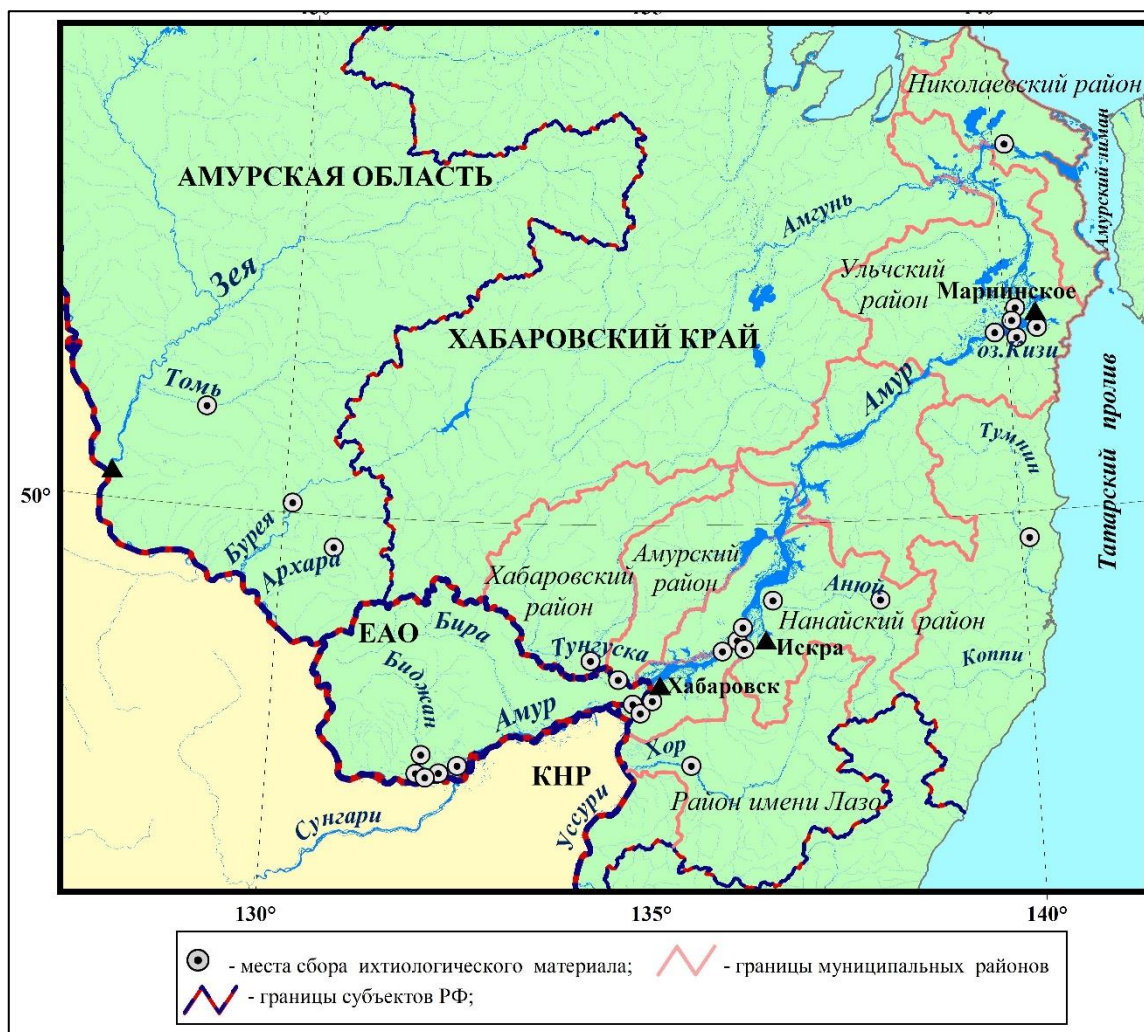 Николаевский район
АМУРСКАЯ ОБЛАСТЬ
Амурский лиман
Амгунь
Зея
Ульчский
район
Мариинское
ХАБАРОВСКИЙ КРАЙ
оз.Кизи
Томь
Амур
Татарский пролив
Тумнин
50°
Бурея
Архара
Амурский
район
Хабаровский
район
Анюй
Нанайский район
Бира
ЕАО
Тунгуска
Искра
Коппи
Биджан
Хабаровск
Амур
Хор
КНР
Район имени Лазо
Уссури
Сунгари
130°
135°
140°
- места сбора ихтиологического материала;
- границы муниципальных районов
- границы субъектов РФ;